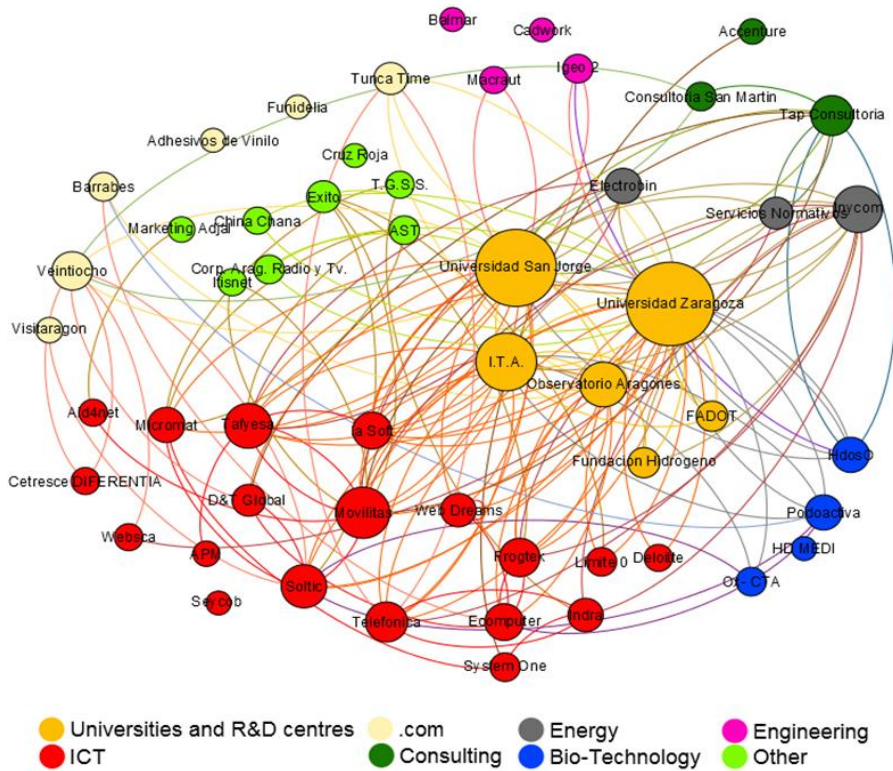 Balmar
Cadwork
Accenture
Tunca Time
Macraut
Igeo 2
Consultoria San Martin
Funidelia
Tap Consultoria
Adhesivos de Vinilo
Cruz Roja
Barrabes
T.G.S.S.
Electrobin
Exito
Servicios Normativos
Inycom
China Chana
Marketing Adjal
AST
Universidad San Jorge
Veintiocho
Corp. Arag. Radio y Tv.
Itisnet
Universidad Zaragoza
Visitaragon
I.T.A.
Observatorio Aragones
Aid4net
Micromat
Tafyesa
Ia Soft
FADOT
Fundacion Hidrogeno
HdosO
Cetresce DiFERENTIA
D&T Global
Movilitas
Web Dreams
Podoactiva
Websca
APM
Frogtek
Limite 0
Deloitte
HD MEDI
Soltic
Ot - CTA
Seycob
Telefonica
Ecomputer
Indra
System One
Universities and R&D centres
.com
Energy
Engineering
ICT
Consulting
Bio-Technology
Other